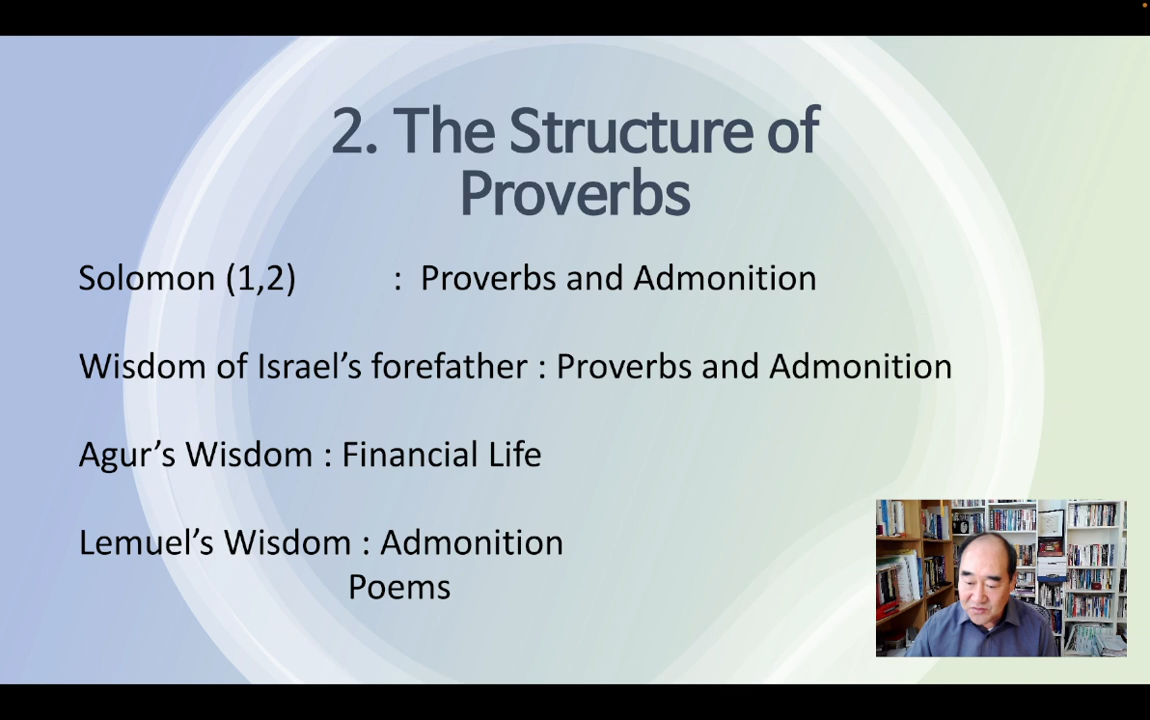 2. The Structure of
Proverbs
Solomon (1,2) : Proverbs and Admonition
Wisdom of Israel’s forefather : Proverbs and Admonition
Agur’s Wisdom : Financial Life
Lemuel’s Wisdom : Admonition
Poems